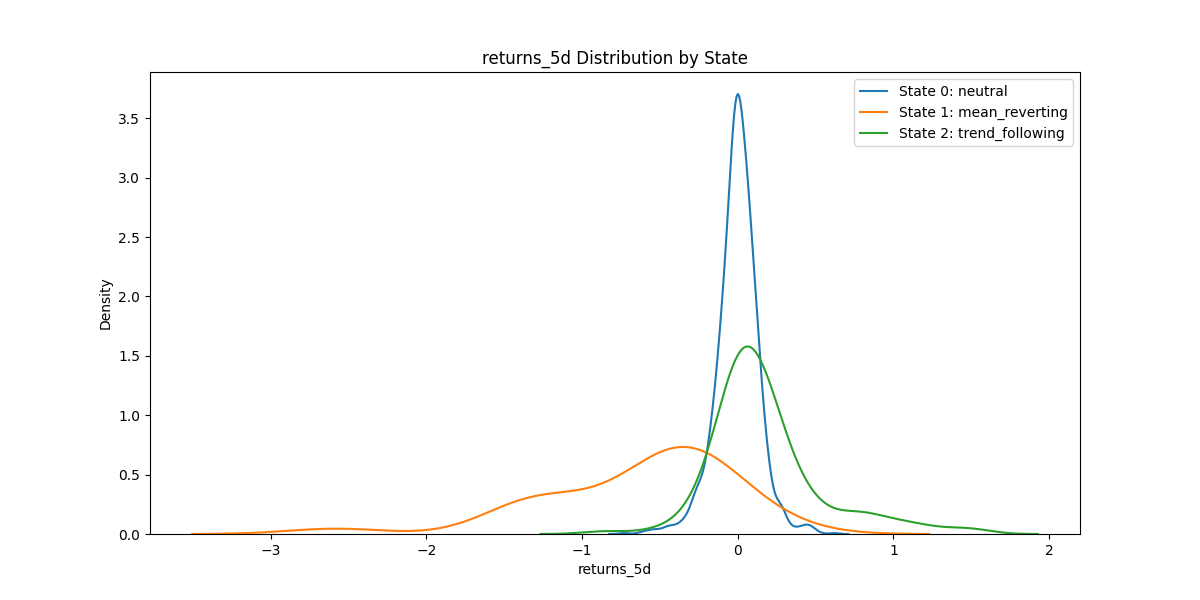 returns_5d Distribution by State
State 0: neutral
State 1: mean_reverting
State 2: trend_following
Density
3.5
3.0
2.5
2.0
1.5
1.0
0.5
0.0
−3
−2
−1
0
1
2
returns_5d